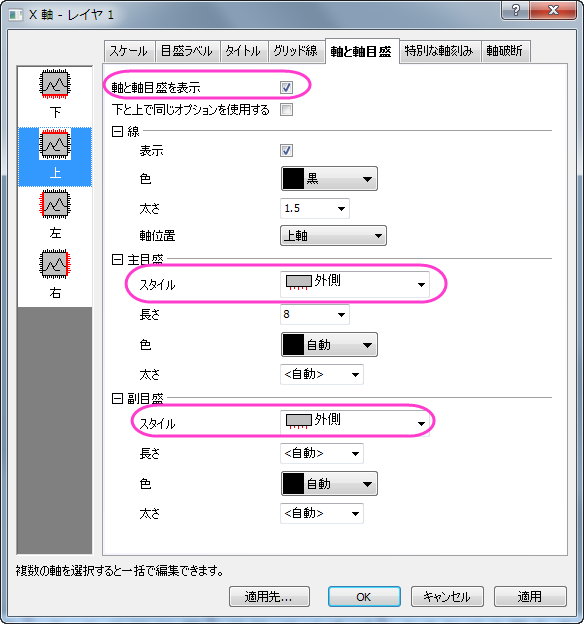 X 軸 - レイヤ 1
スケール 目盛ラベル タイトル グリッド線 軸と軸目盛 特別な軸刻み 軸破断
下
上
左
右
軸と軸目盛を表示
下と上で同じオプションを使用する
線
表示
色 黒
太さ 1.5
軸位置 上軸
主目盛
スタイル 外側
長さ 8
色 自動
太さ <自動>
副目盛
スタイル 外側
長さ <自動>
色 自動
太さ <自動>
複数の軸を選択すると一括で編集できます。
適用先... OK キャンセル 適用